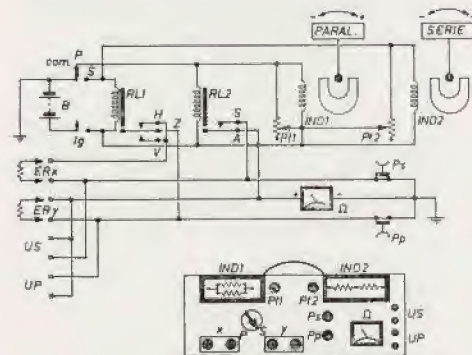 - PARAL. +
- SERIE +
com. P
S
B
Ig
RL1
H
Z
V
RL2
S
A
Pt1
IND1
Pt2
IND2
ERx
ERy
US
UP
+ Ω -
Ps
Pp
IND1
IND2
Pt1
Pt2
Ps
Pp
Ω
US
UP
x
y